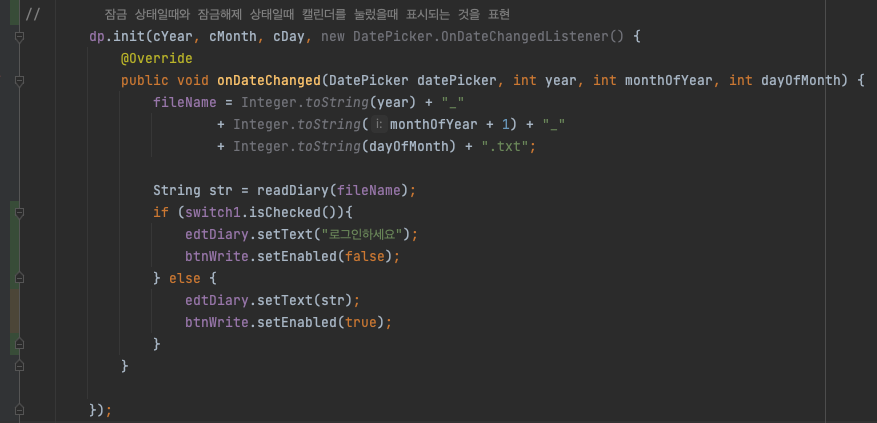 //        잠금 상태일때와 잠금해제 상태일때 캘린더를 눌렀을때 표시되는 것을 표현
        dp.init(cYear, cMonth, cDay, new DatePicker.OnDateChangedListener() {
            @Override
            public void onDateChanged(DatePicker datePicker, int year, int monthOfYear, int dayOfMonth) {
                fileName = Integer.toString(year) + "_"
                        + Integer.toString( i: monthOfYear + 1) + "_"
                        + Integer.toString(dayOfMonth) + ".txt";
                String str = readDiary(fileName);
                if (switch1.isChecked()){
                    edtDiary.setText("로그인하세요");
                    btnWrite.setEnabled(false);
                } else {
                    edtDiary.setText(str);
                    btnWrite.setEnabled(true);
                }
            }
        });